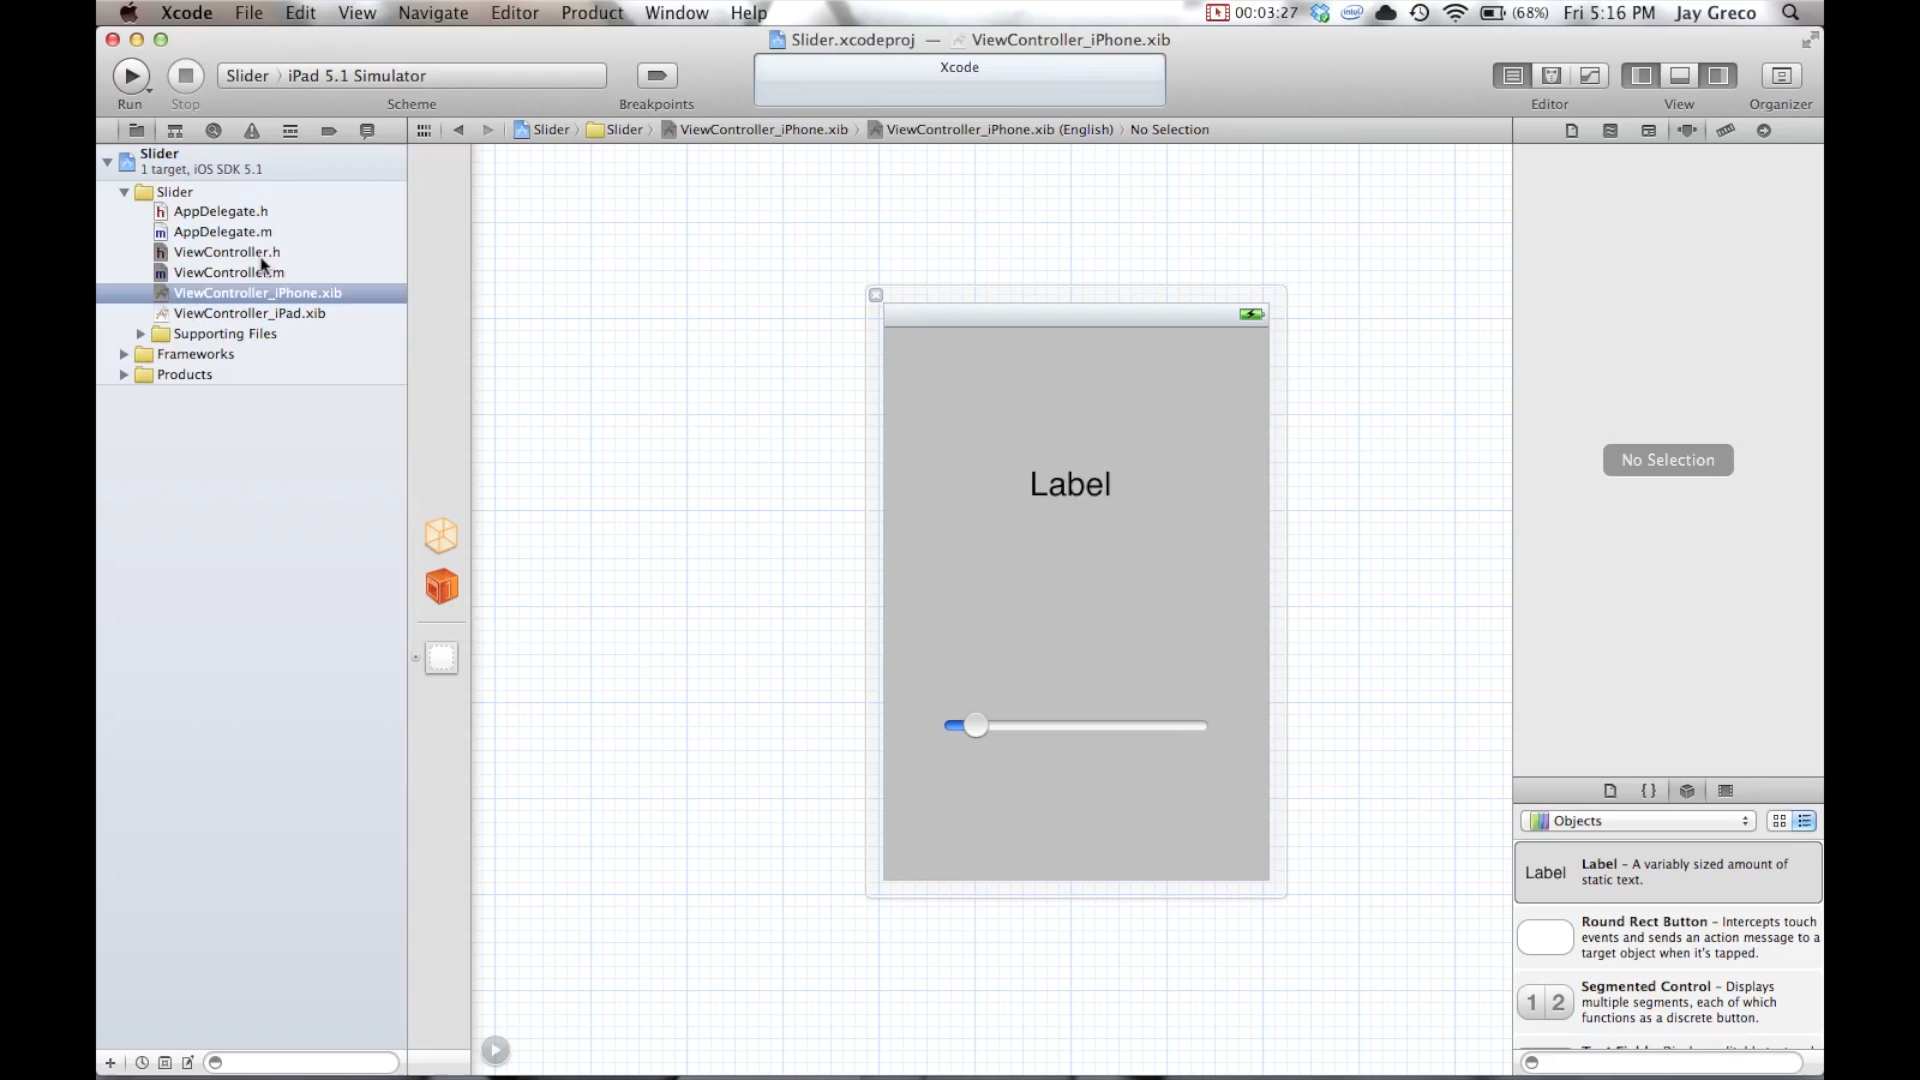 Xcode File Edit View Navigate Editor Product Window Help 00:03:27 intel (68%) Fri 5:16 PM Jay Greco
Slider.xcodeproj — ViewController_iPhone.xib
Run Stop
Slider 〉 iPad 5.1 Simulator
Scheme
Breakpoints
Xcode
Editor View Organizer
Slider 〉 Slider 〉 ViewController_iPhone.xib 〉 ViewController_iPhone.xib (English) 〉 No Selection
Slider
1 target, iOS SDK 5.1
Slider
h AppDelegate.h
m AppDelegate.m
h ViewController.h
m ViewController.m
ViewController_iPhone.xib
ViewController_iPad.xib
Supporting Files
Frameworks
Products
Label
No Selection
{ }
Objects
Label Label – A variably sized amount of
static text.
Round Rect Button – Intercepts touch
events and sends an action message to a
target object when it's tapped.
1 2 Segmented Control – Displays
multiple segments, each of which
functions as a discrete button.